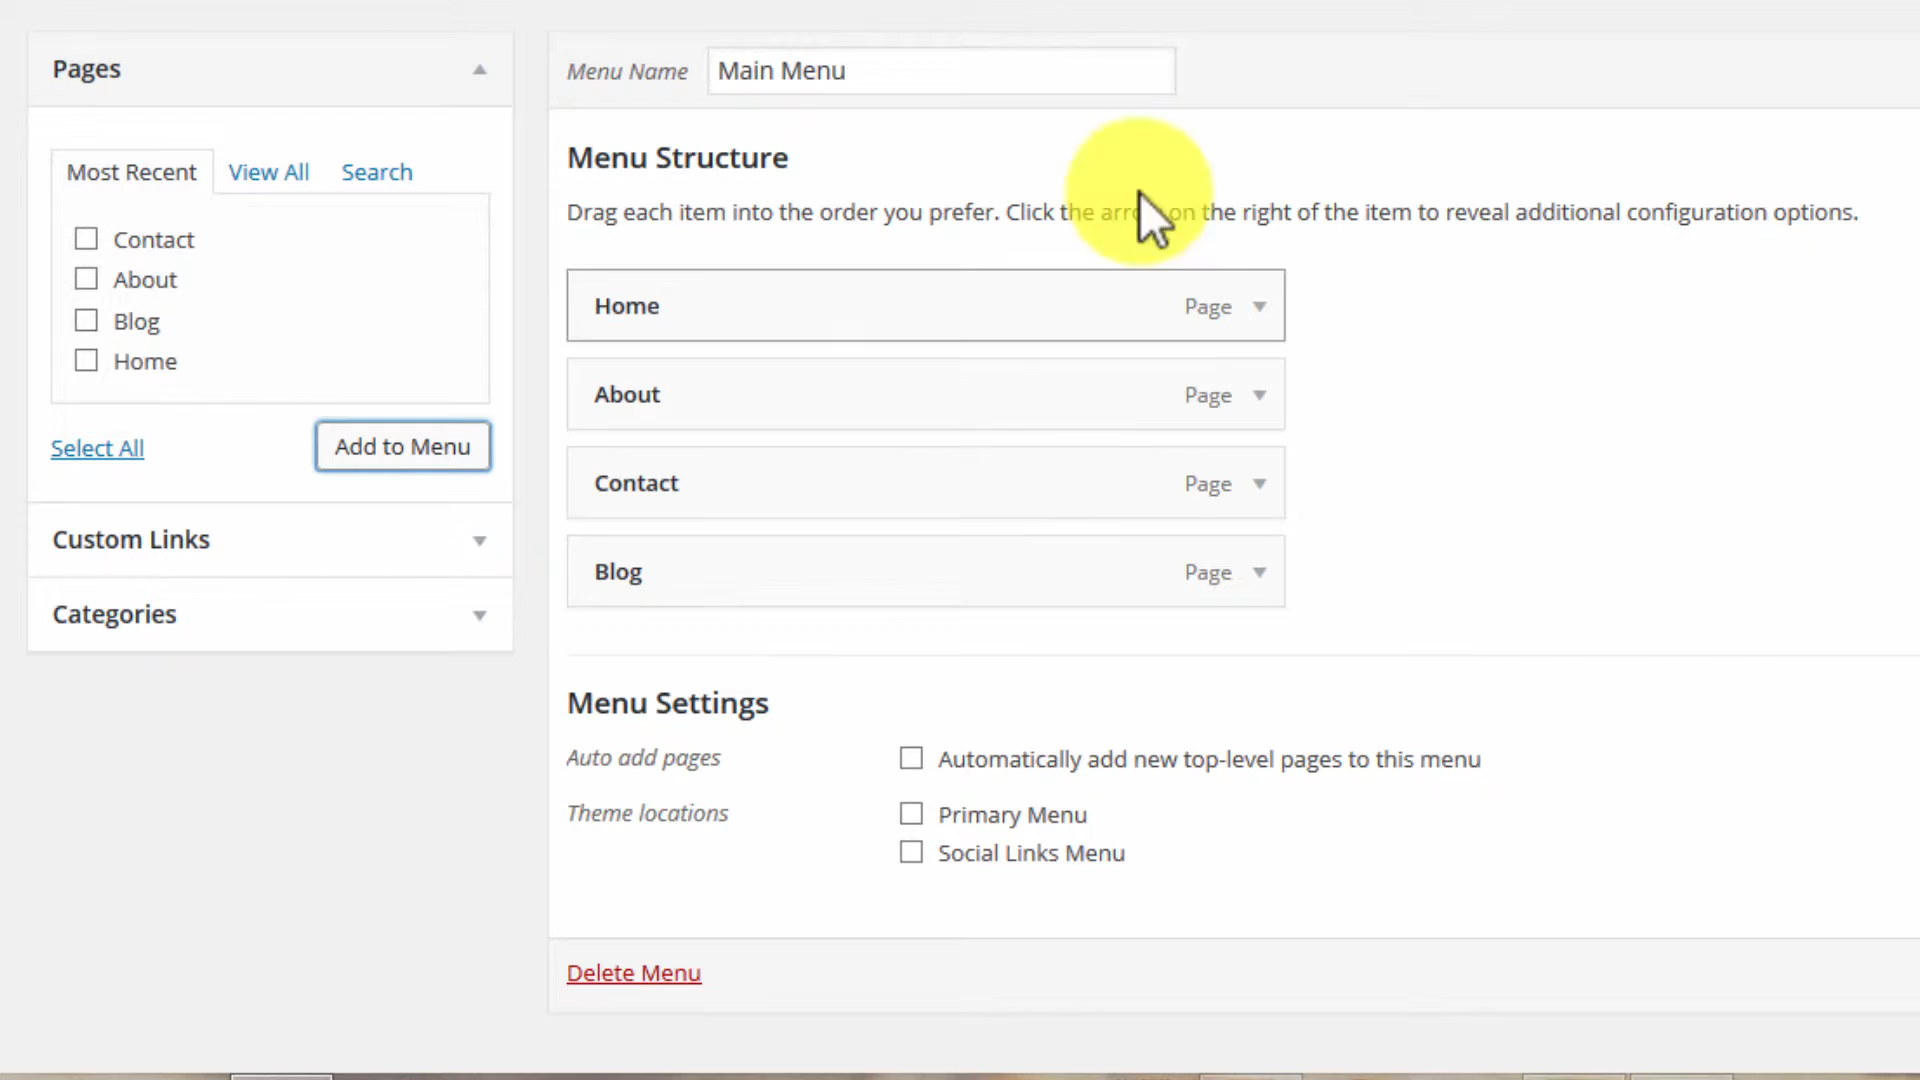 Pages
Most Recent View All Search
Contact
About
Blog
Home
Select All Add to Menu
Custom Links
Categories
Menu Name Main Menu
Menu Structure
Drag each item into the order you prefer. Click the arrow on the right of the item to reveal additional configuration options.
Home Page
About Page
Contact Page
Blog Page
Menu Settings
Auto add pages Automatically add new top-level pages to this menu
Theme locations Primary Menu
Social Links Menu
Delete Menu